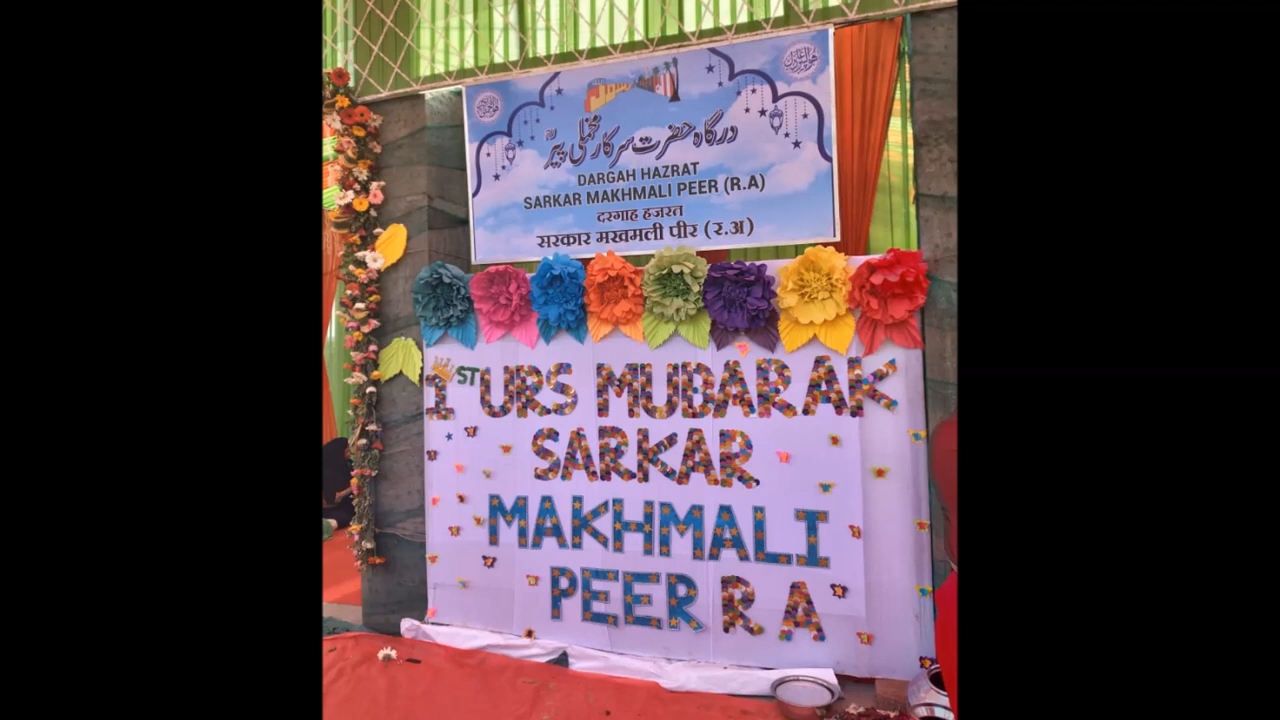 درگاہ حضرت سرکار مخملی پیرؒ
DARGAH HAZRAT
SARKAR MAKHMALI PEER (R.A)
दरगाह हजरत
सरकार मखमली पीर (र.अ)
1ST URS MUBARAK
SARKAR
MAKHMALI
PEER R A